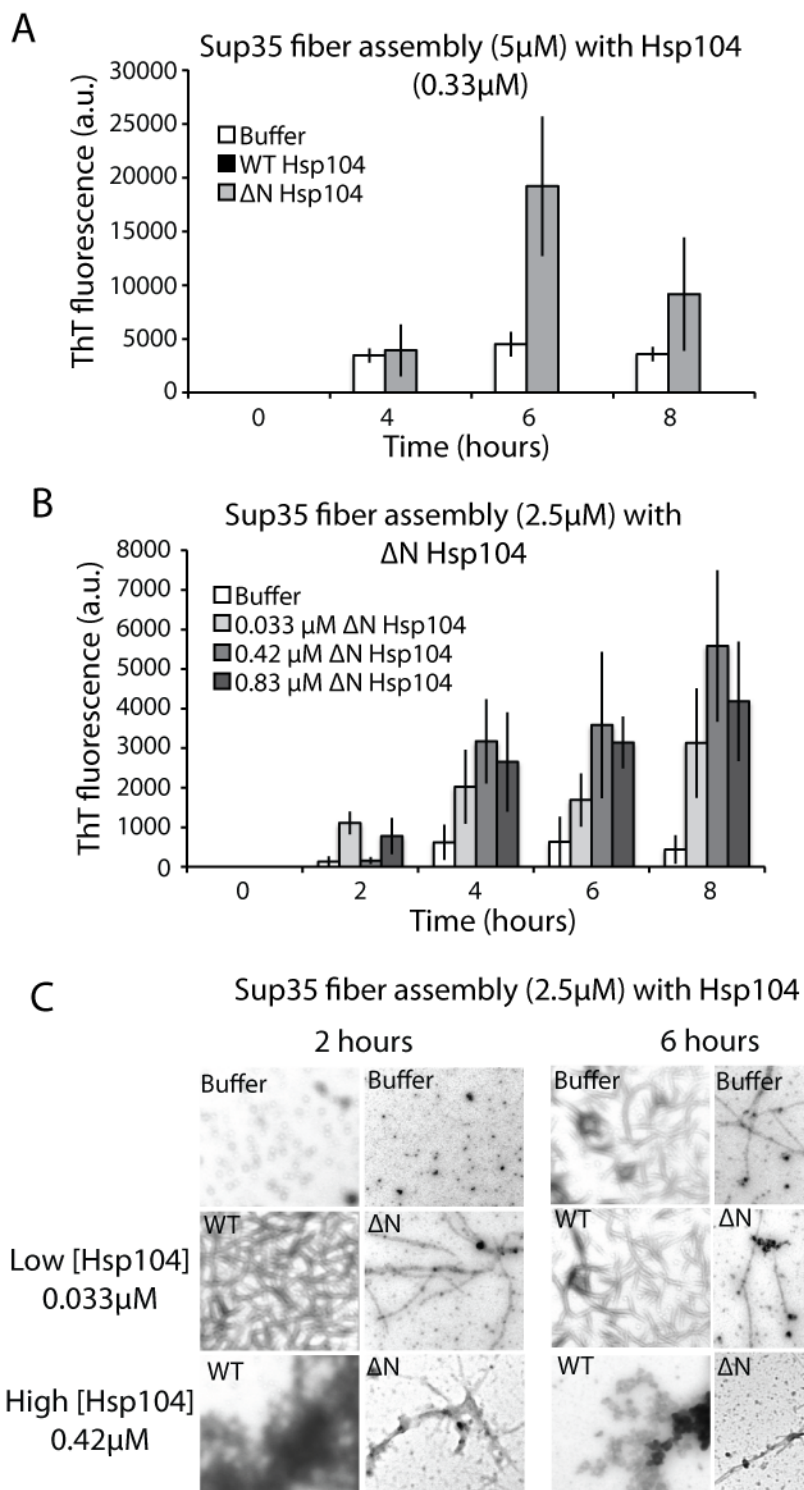 A
Sup35 fiber assembly (5μM) with Hsp104
(0.33μM)
30000
25000
20000
15000
10000
5000
0
ThT fluorescence (a.u.)
Buffer
WT Hsp104
ΔN Hsp104
0 4 6 8
Time (hours)
B
Sup35 fiber assembly (2.5μM) with
ΔN Hsp104
8000
7000
6000
5000
4000
3000
2000
1000
0
ThT fluorescence (a.u.)
Buffer
0.033 μM ΔN Hsp104
0.42 μM ΔN Hsp104
0.83 μM ΔN Hsp104
0 2 4 6 8
Time (hours)
C
Sup35 fiber assembly (2.5μM) with Hsp104
2 hours 6 hours
Buffer Buffer Buffer Buffer
Low [Hsp104]
0.033μM
WT ΔN WT ΔN
High [Hsp104]
0.42μM
WT ΔN WT ΔN